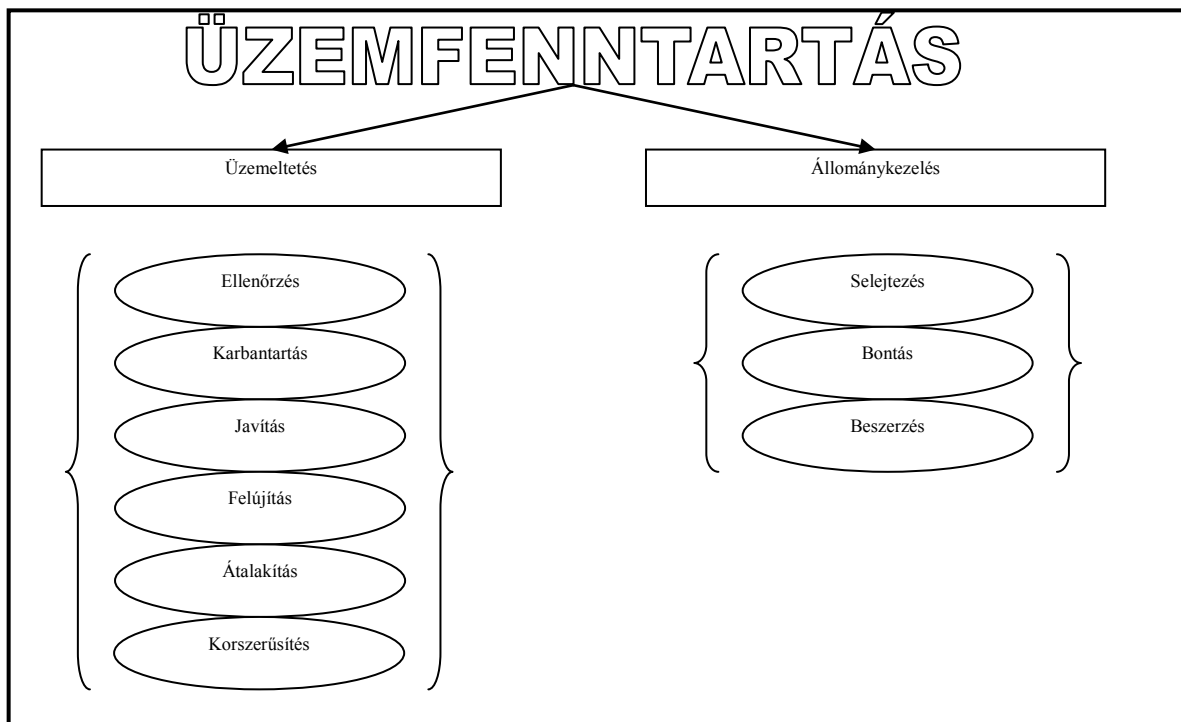 ÜZEMFENNTARTÁS
Üzemeltetés
Állománykezelés
Ellenőrzés
Karbantartás
Javítás
Felújítás
Átalakítás
Korszerűsítés
Selejtezés
Bontás
Beszerzés